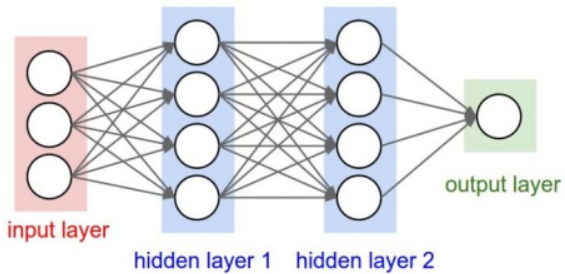 input layer
hidden layer 1
hidden layer 2
output layer